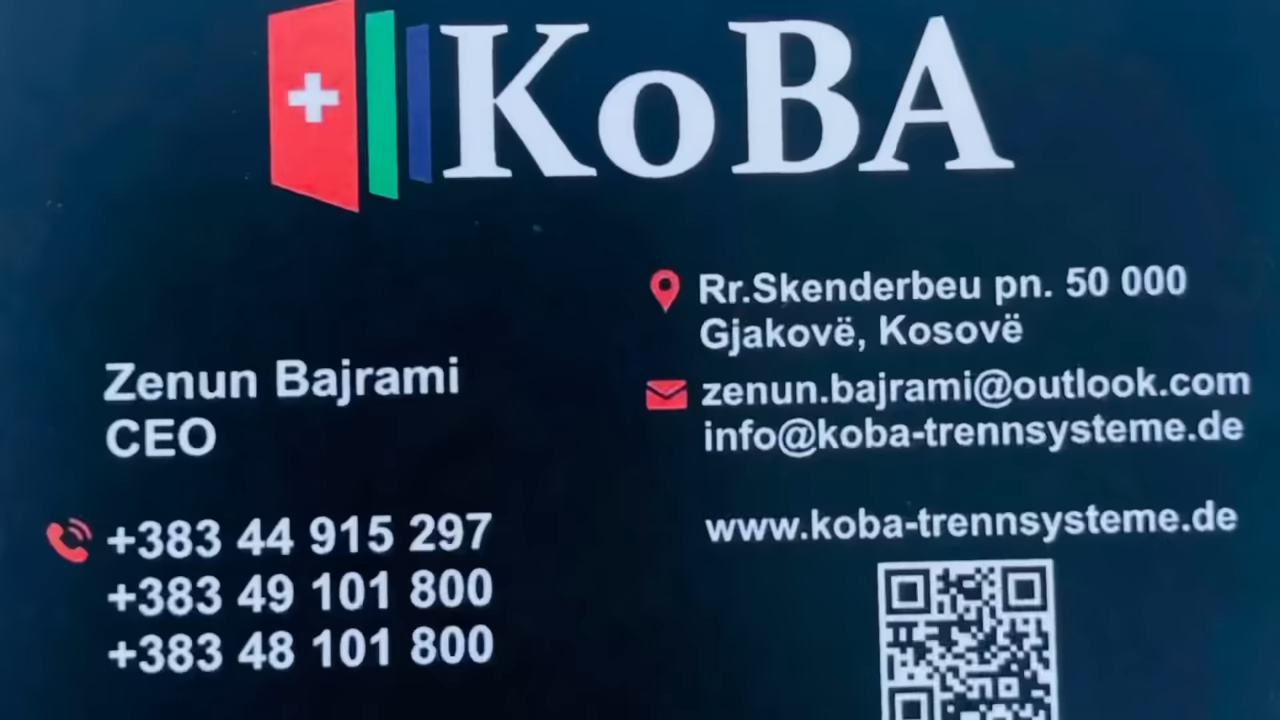 KoBA
Zenun Bajrami
CEO
+383 44 915 297
+383 49 101 800
+383 48 101 800
Rr.Skenderbeu pn. 50 000
Gjakovë, Kosovë
zenun.bajrami@outlook.com
info@koba-trennsysteme.de
www.koba-trennsysteme.de